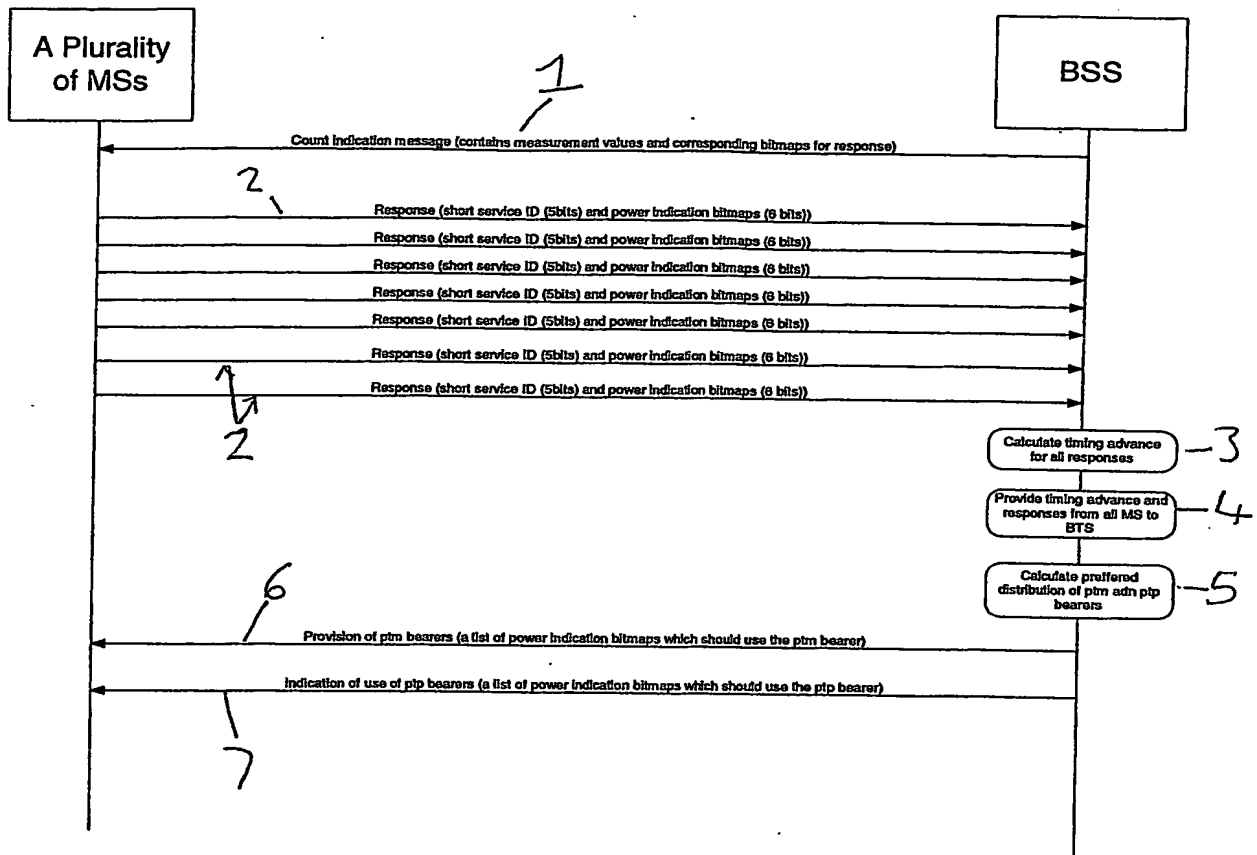 A Plurality
of MSs
BSS
1
Count indication message (contains measurement values and corresponding bitmaps for response)
2
Response (short service ID (5bits) and power indication bitmaps (6 bits))
Response (short service ID (5bits) and power indication bitmaps (6 bits))
Response (short service ID (5bits) and power indication bitmaps (6 bits))
Response (short service ID (5bits) and power indication bitmaps (6 bits))
Response (short service ID (5bits) and power indication bitmaps (6 bits))
Response (short service ID (5bits) and power indication bitmaps (6 bits))
Response (short service ID (5bits) and power indication bitmaps (6 bits))
2
Calculate timing advance
for all responses
3
Provide timing advance and
responses from all MS to
BTS
4
Calculate preffered
distribution of ptm adn ptp
bearers
5
6
Provision of ptm bearers (a list of power indication bitmaps which should use the ptm bearer)
Indication of use of ptp bearers (a list of power indication bitmaps which should use the ptp bearer)
7